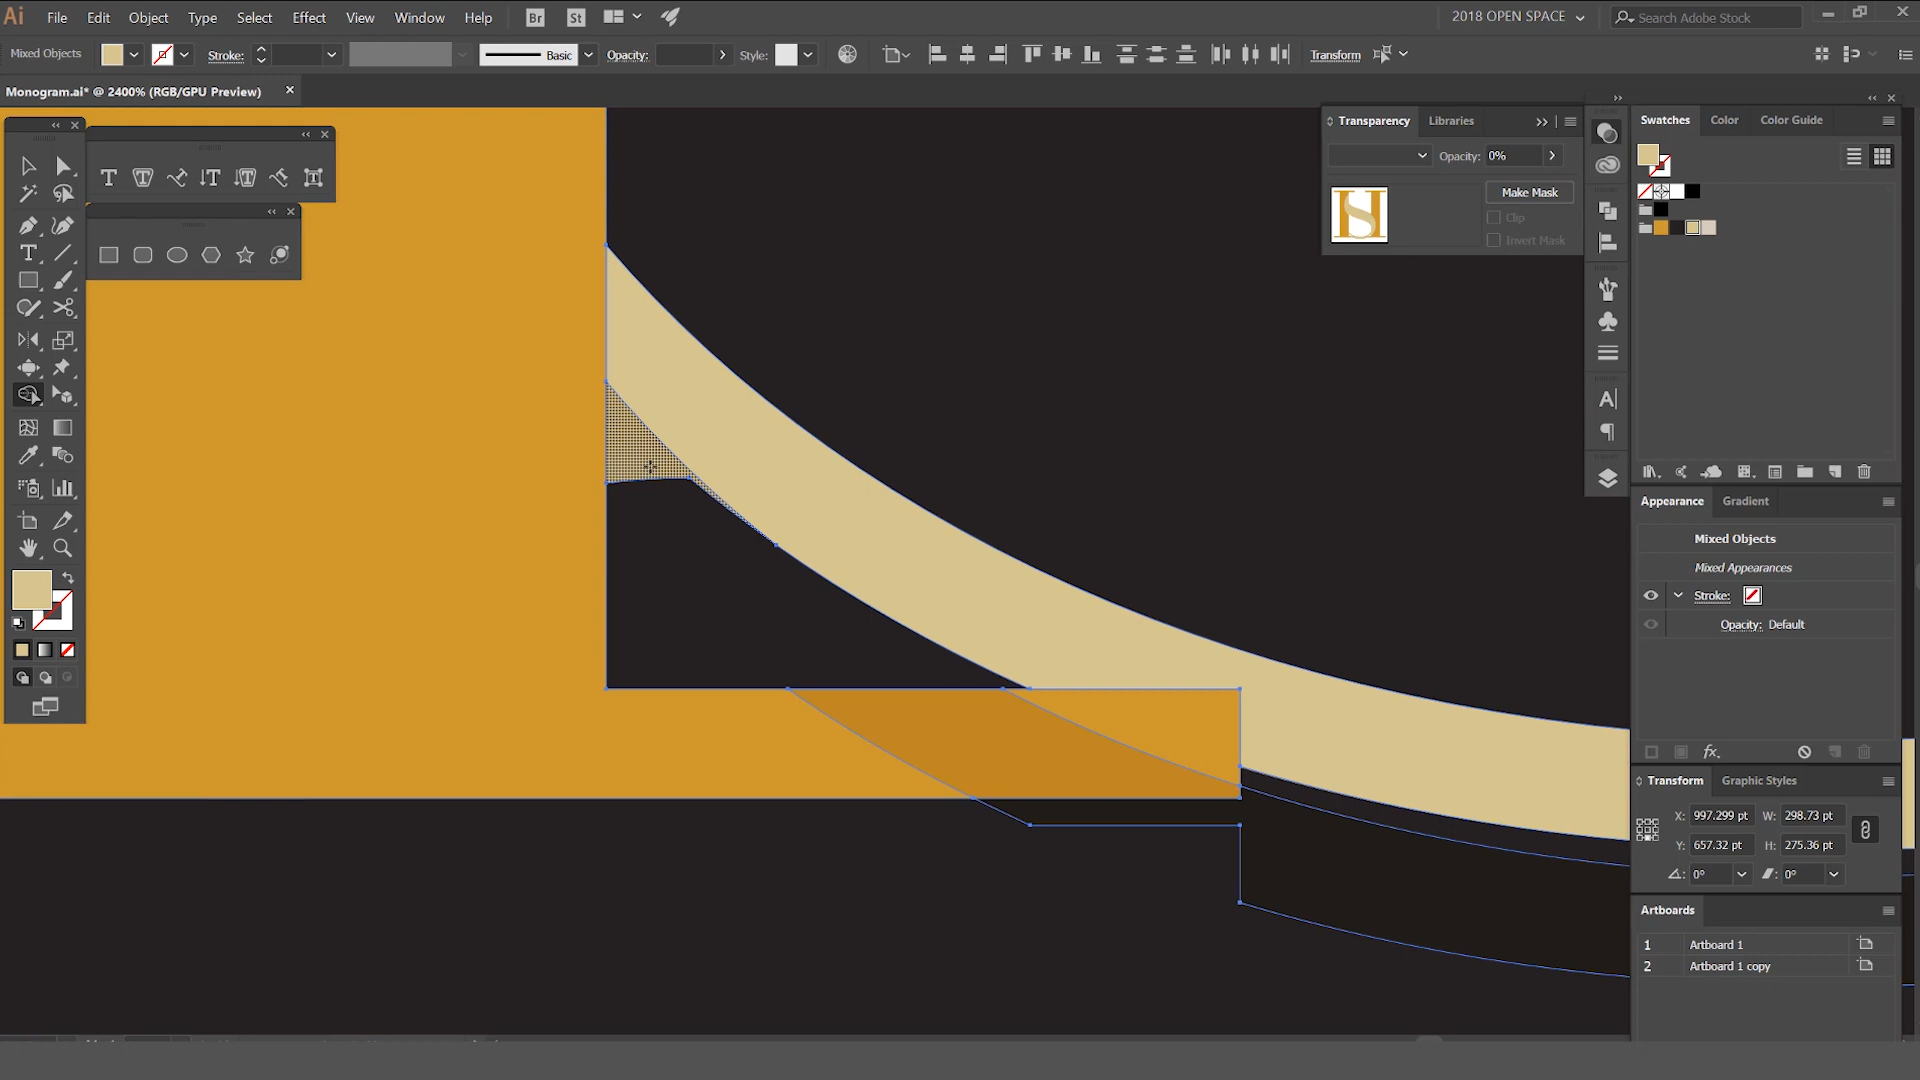 Ai File Edit Object Type Select Effect View Window Help Br St 2018 OPEN SPACE Search Adobe Stock
Mixed Objects Stroke: Basic Opacity: Style: Transform
Monogram.ai* @ 2400% (RGB/GPU Preview)
Transparency Libraries
Opacity: 0%
Make Mask
Clip
Invert Mask
Swatches Color Color Guide
Appearance Gradient
Mixed Objects
Mixed Appearances
Stroke:
Opacity: Default
Transform Graphic Styles
X: 997.299 pt W: 298.73 pt
Y: 657.32 pt H: 275.36 pt
0° 0°
Artboards
1 Artboard 1
2 Artboard 1 copy